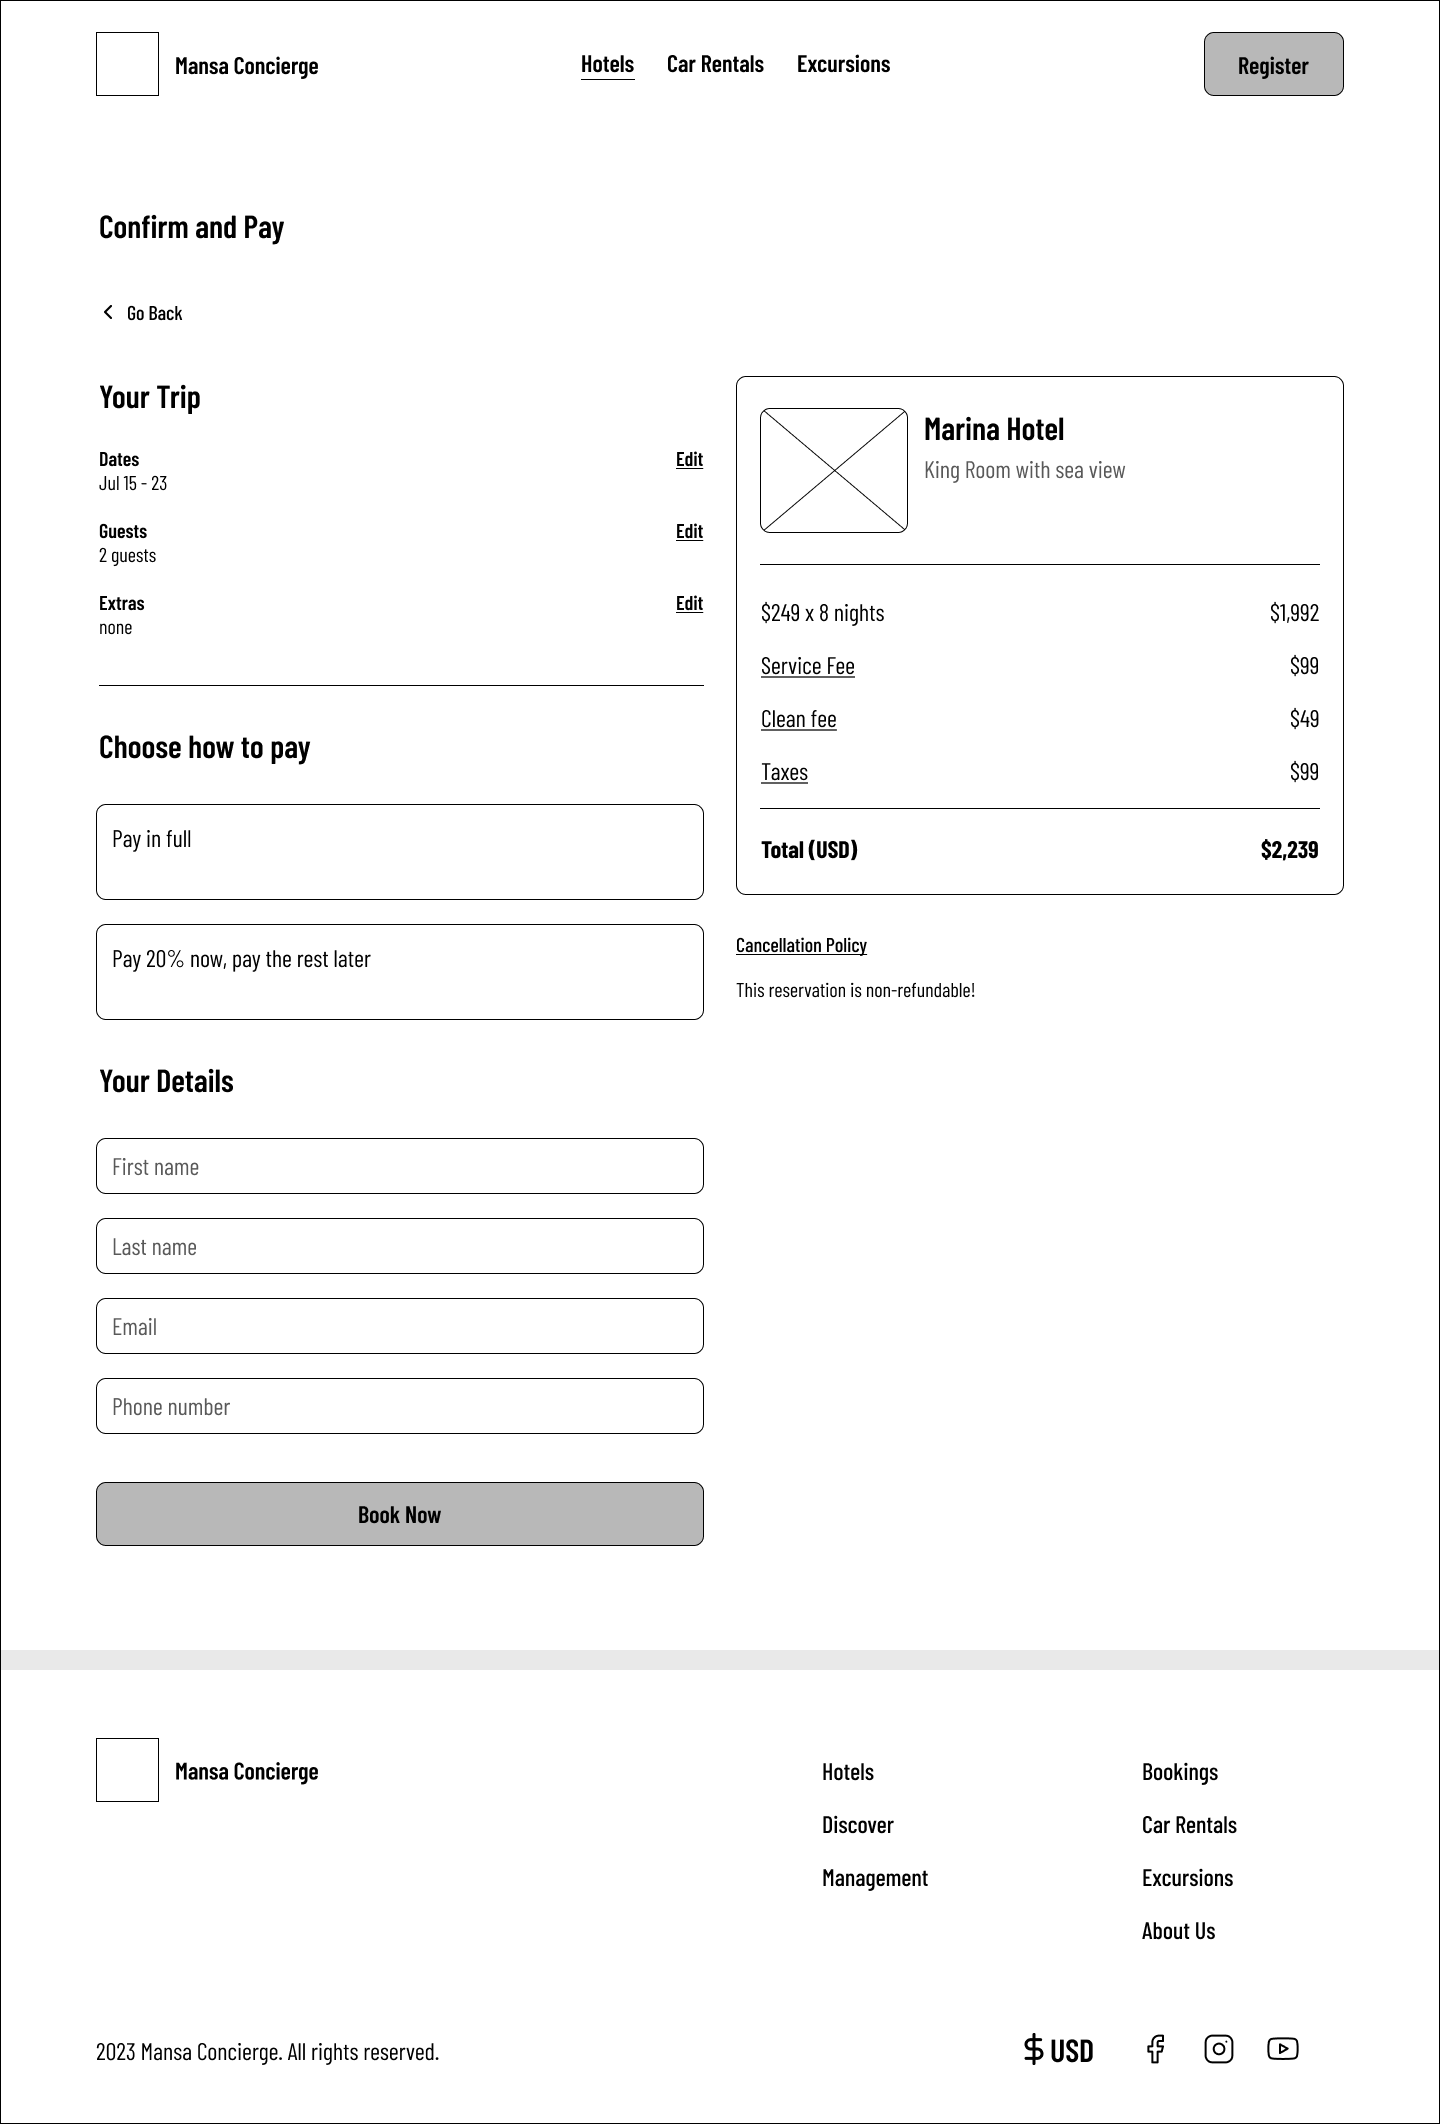 Mansa Concierge
Hotels
Car Rentals
Excursions
Register
Confirm and Pay
Go Back
Your Trip
Dates
Edit
Jul 15 - 23
Guests
Edit
2 guests
Extras
Edit
none
Choose how to pay
Pay in full
Pay 20% now, pay the rest later
Your Details
First name
Last name
Email
Phone number
Book Now
Marina Hotel
King Room with sea view
$249 x 8 nights $1,992
Service Fee $99
Clean fee $49
Taxes $99
Total (USD) $2,239
Cancellation Policy
This reservation is non-refundable!
Mansa Concierge
Hotels
Discover
Management
Bookings
Car Rentals
Excursions
About Us
2023 Mansa Concierge. All rights reserved.
$ USD